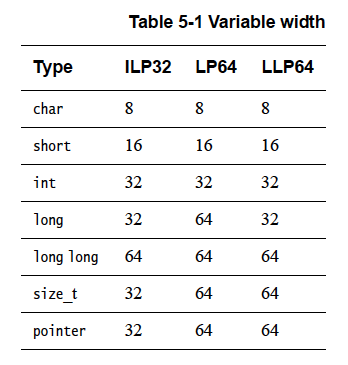 Table 5-1 Variable width
Type ILP32 LP64 LLP64
char 8 8 8
short 16 16 16
int 32 32 32
long 32 64 32
long long 64 64 64
size_t 32 64 64
pointer 32 64 64